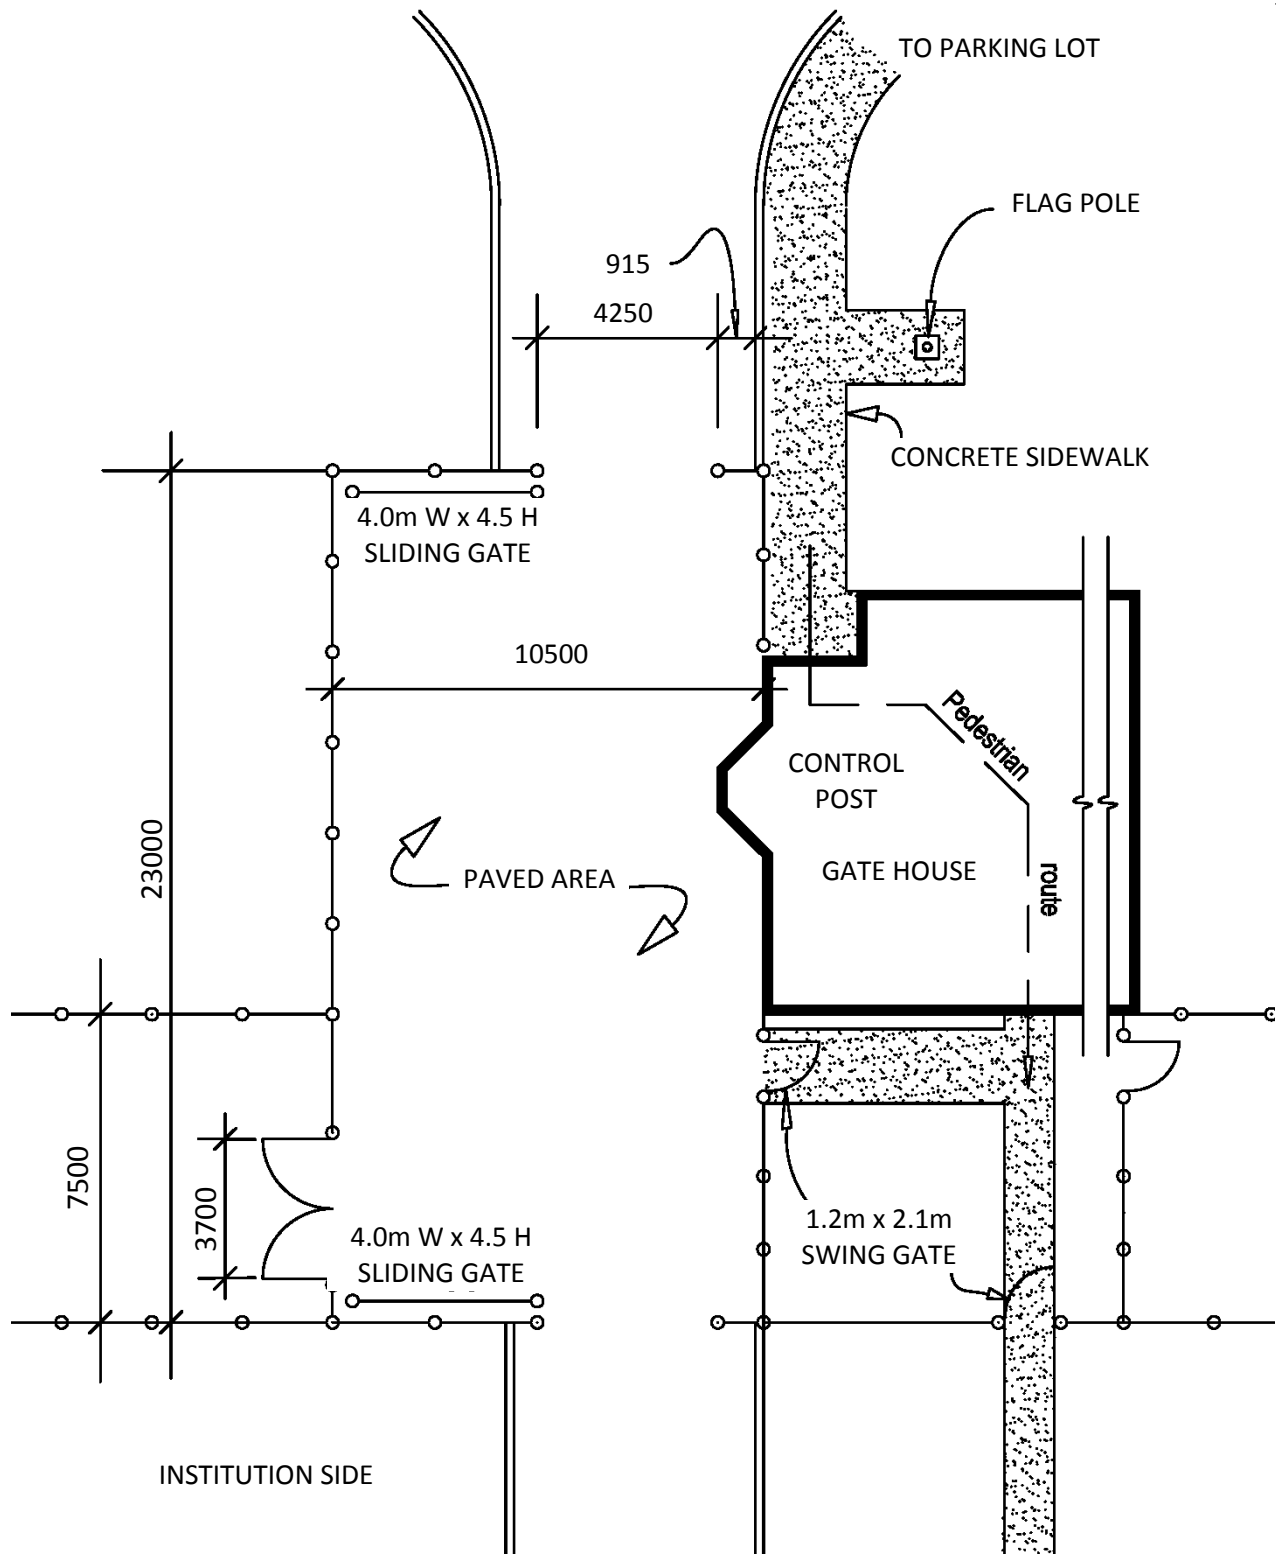 TO PARKING LOT
FLAG POLE
915
4250
CONCRETE SIDEWALK
4.0m W x 4.5 H
SLIDING GATE
10500
Pedestrian
CONTROL
POST
23000
PAVED AREA
GATE HOUSE
route
7500
3700
1.2m x 2.1m
SWING GATE
4.0m W x 4.5 H
SLIDING GATE
INSTITUTION SIDE